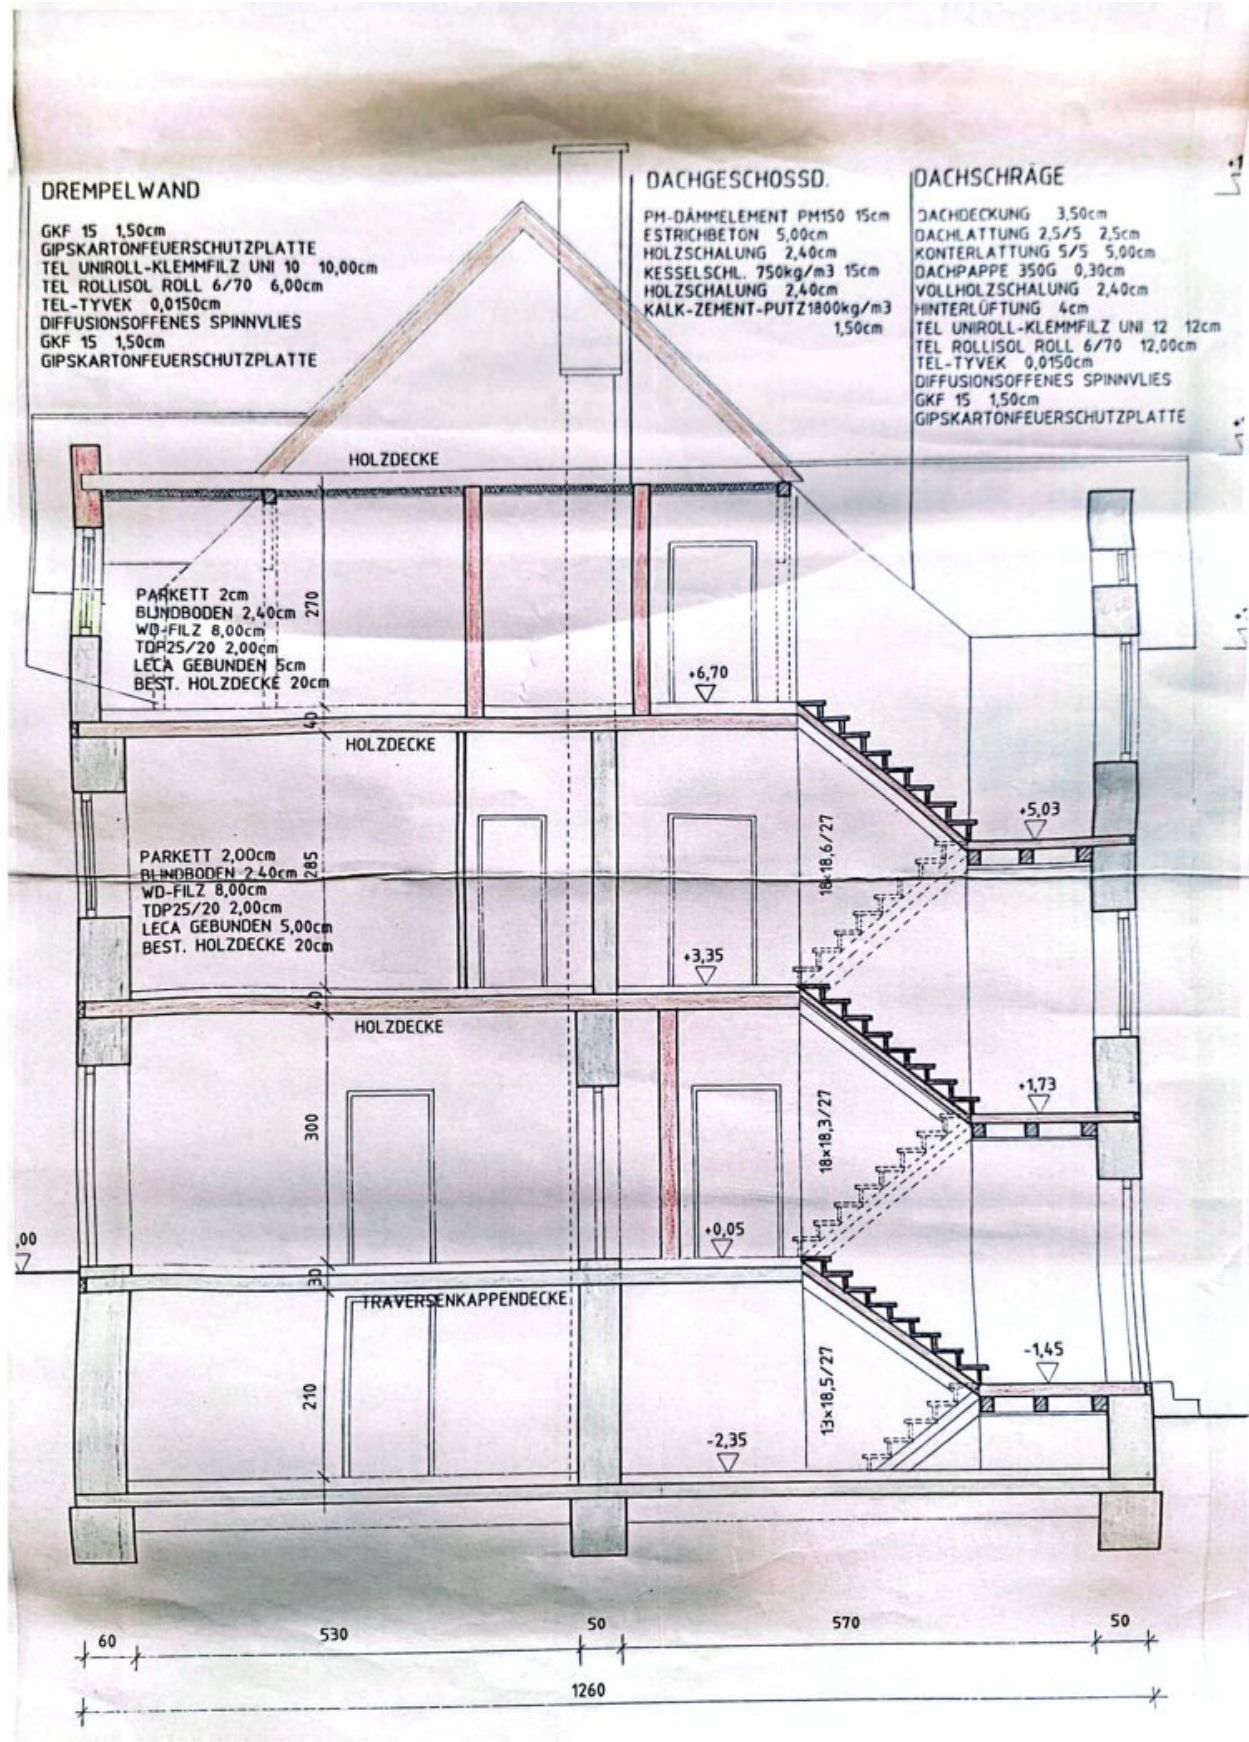 DREMPELWAND
GKF 15 1,50cm
GIPSKARTONFEUERSCHUTZPLATTE
TEL UNIROLL-KLEMMFILZ UNI 10 10,00cm
TEL ROLLISOL ROLL 6/70 6,00cm
TEL-TYVEK 0,0150cm
DIFFUSIONSOFFENES SPINNVLIES
GKF 15 1,50cm
GIPSKARTONFEUERSCHUTZPLATTE
DACHGESCHOSSD.
PM-DÄMMELEMENT PM150 15cm
ESTRICHBETON 5,00cm
HOLZSCHALUNG 2,40cm
KESSELSCHL. 750kg/m3 15cm
HOLZSCHALUNG 2,40cm
KALK-ZEMENT-PUTZ1800kg/m3
1,50cm
DACHSCHRÄGE
DACHDECKUNG 3,50cm
DACHLATTUNG 2,5/5 2,5cm
KONTERLATTUNG 5/5 5,00cm
DACHPAPPE 350G 0,30cm
VOLLHOLZSCHALUNG 2,40cm
HINTERLÜFTUNG 4cm
TEL UNIROLL-KLEMMFILZ UNI 12 12cm
TEL ROLLISOL ROLL 6/70 12,00cm
TEL-TYVEK 0,0150cm
DIFFUSIONSOFFENES SPINNVLIES
GKF 15 1,50cm
GIPSKARTONFEUERSCHUTZPLATTE
HOLZDECKE
PARKETT 2cm
BLINDBODEN 2,40cm
WD-FILZ 8,00cm
TDP25/20 2,00cm
LECA GEBUNDEN 5cm
BEST. HOLZDECKE 20cm
270
+6,70
40
HOLZDECKE
+5,03
18×18,6/27
PARKETT 2,00cm
BLINDBODEN 2,40cm
WD-FILZ 8,00cm
TDP25/20 2,00cm
LECA GEBUNDEN 5,00cm
BEST. HOLZDECKE 20cm
285
+3,35
40
HOLZDECKE
+1,73
18×18,3/27
300
+0,05
,00
30
TRAVERSENKAPPENDECKE
-1,45
13×18,5/27
210
-2,35
60 530 50 570 50
1260